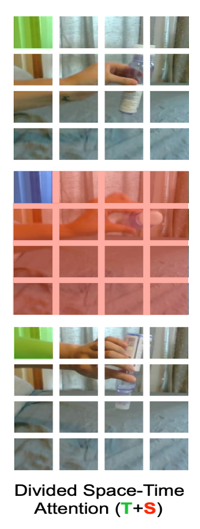 Divided Space-Time
Attention (T+S)